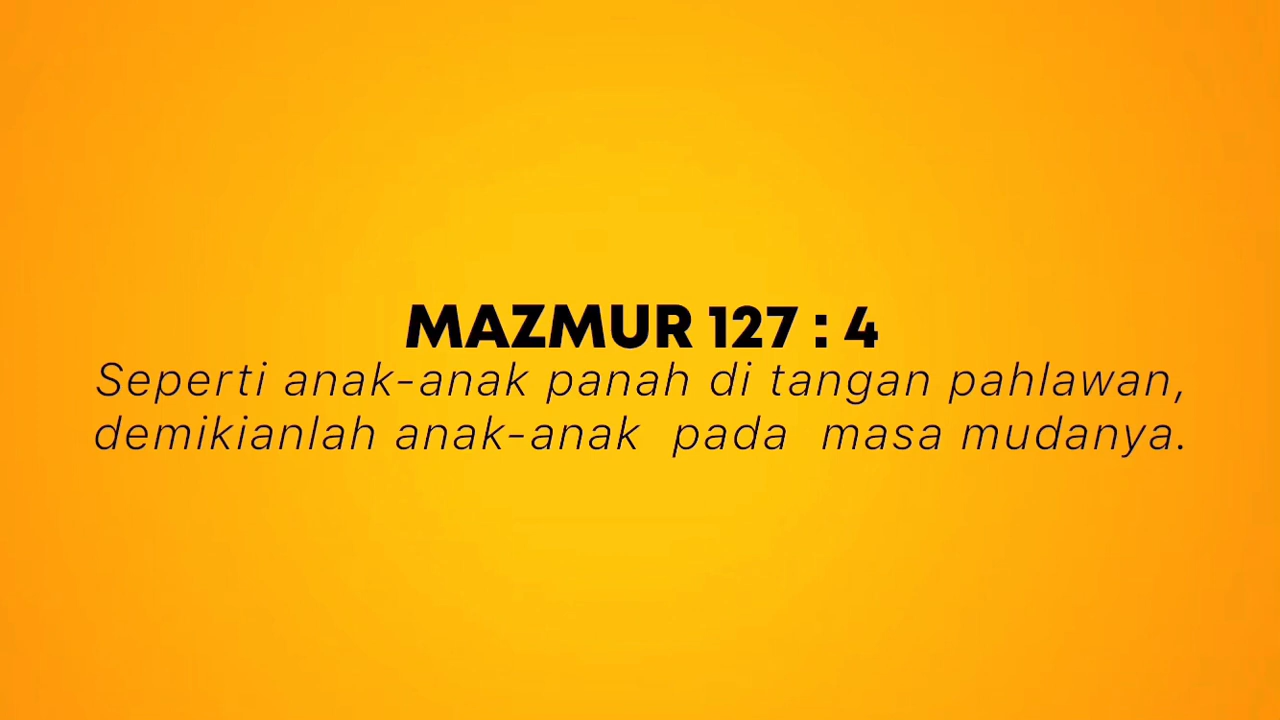 MAZMUR 127 : 4
Seperti anak-anak panah di tangan pahlawan,
demikianlah anak-anak pada masa mudanya.